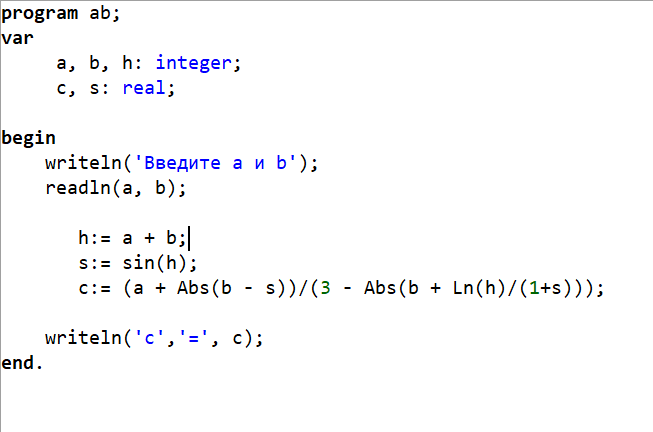 program ab;
var
a, b, h: integer;
c, s: real;
begin
writeln('Введите a и b');
readln(a, b);
h:= a + b;
s:= sin(h);
c:= (a + Abs(b - s))/(3 - Abs(b + Ln(h)/(1+s)));
writeln('c','=', c);
end.